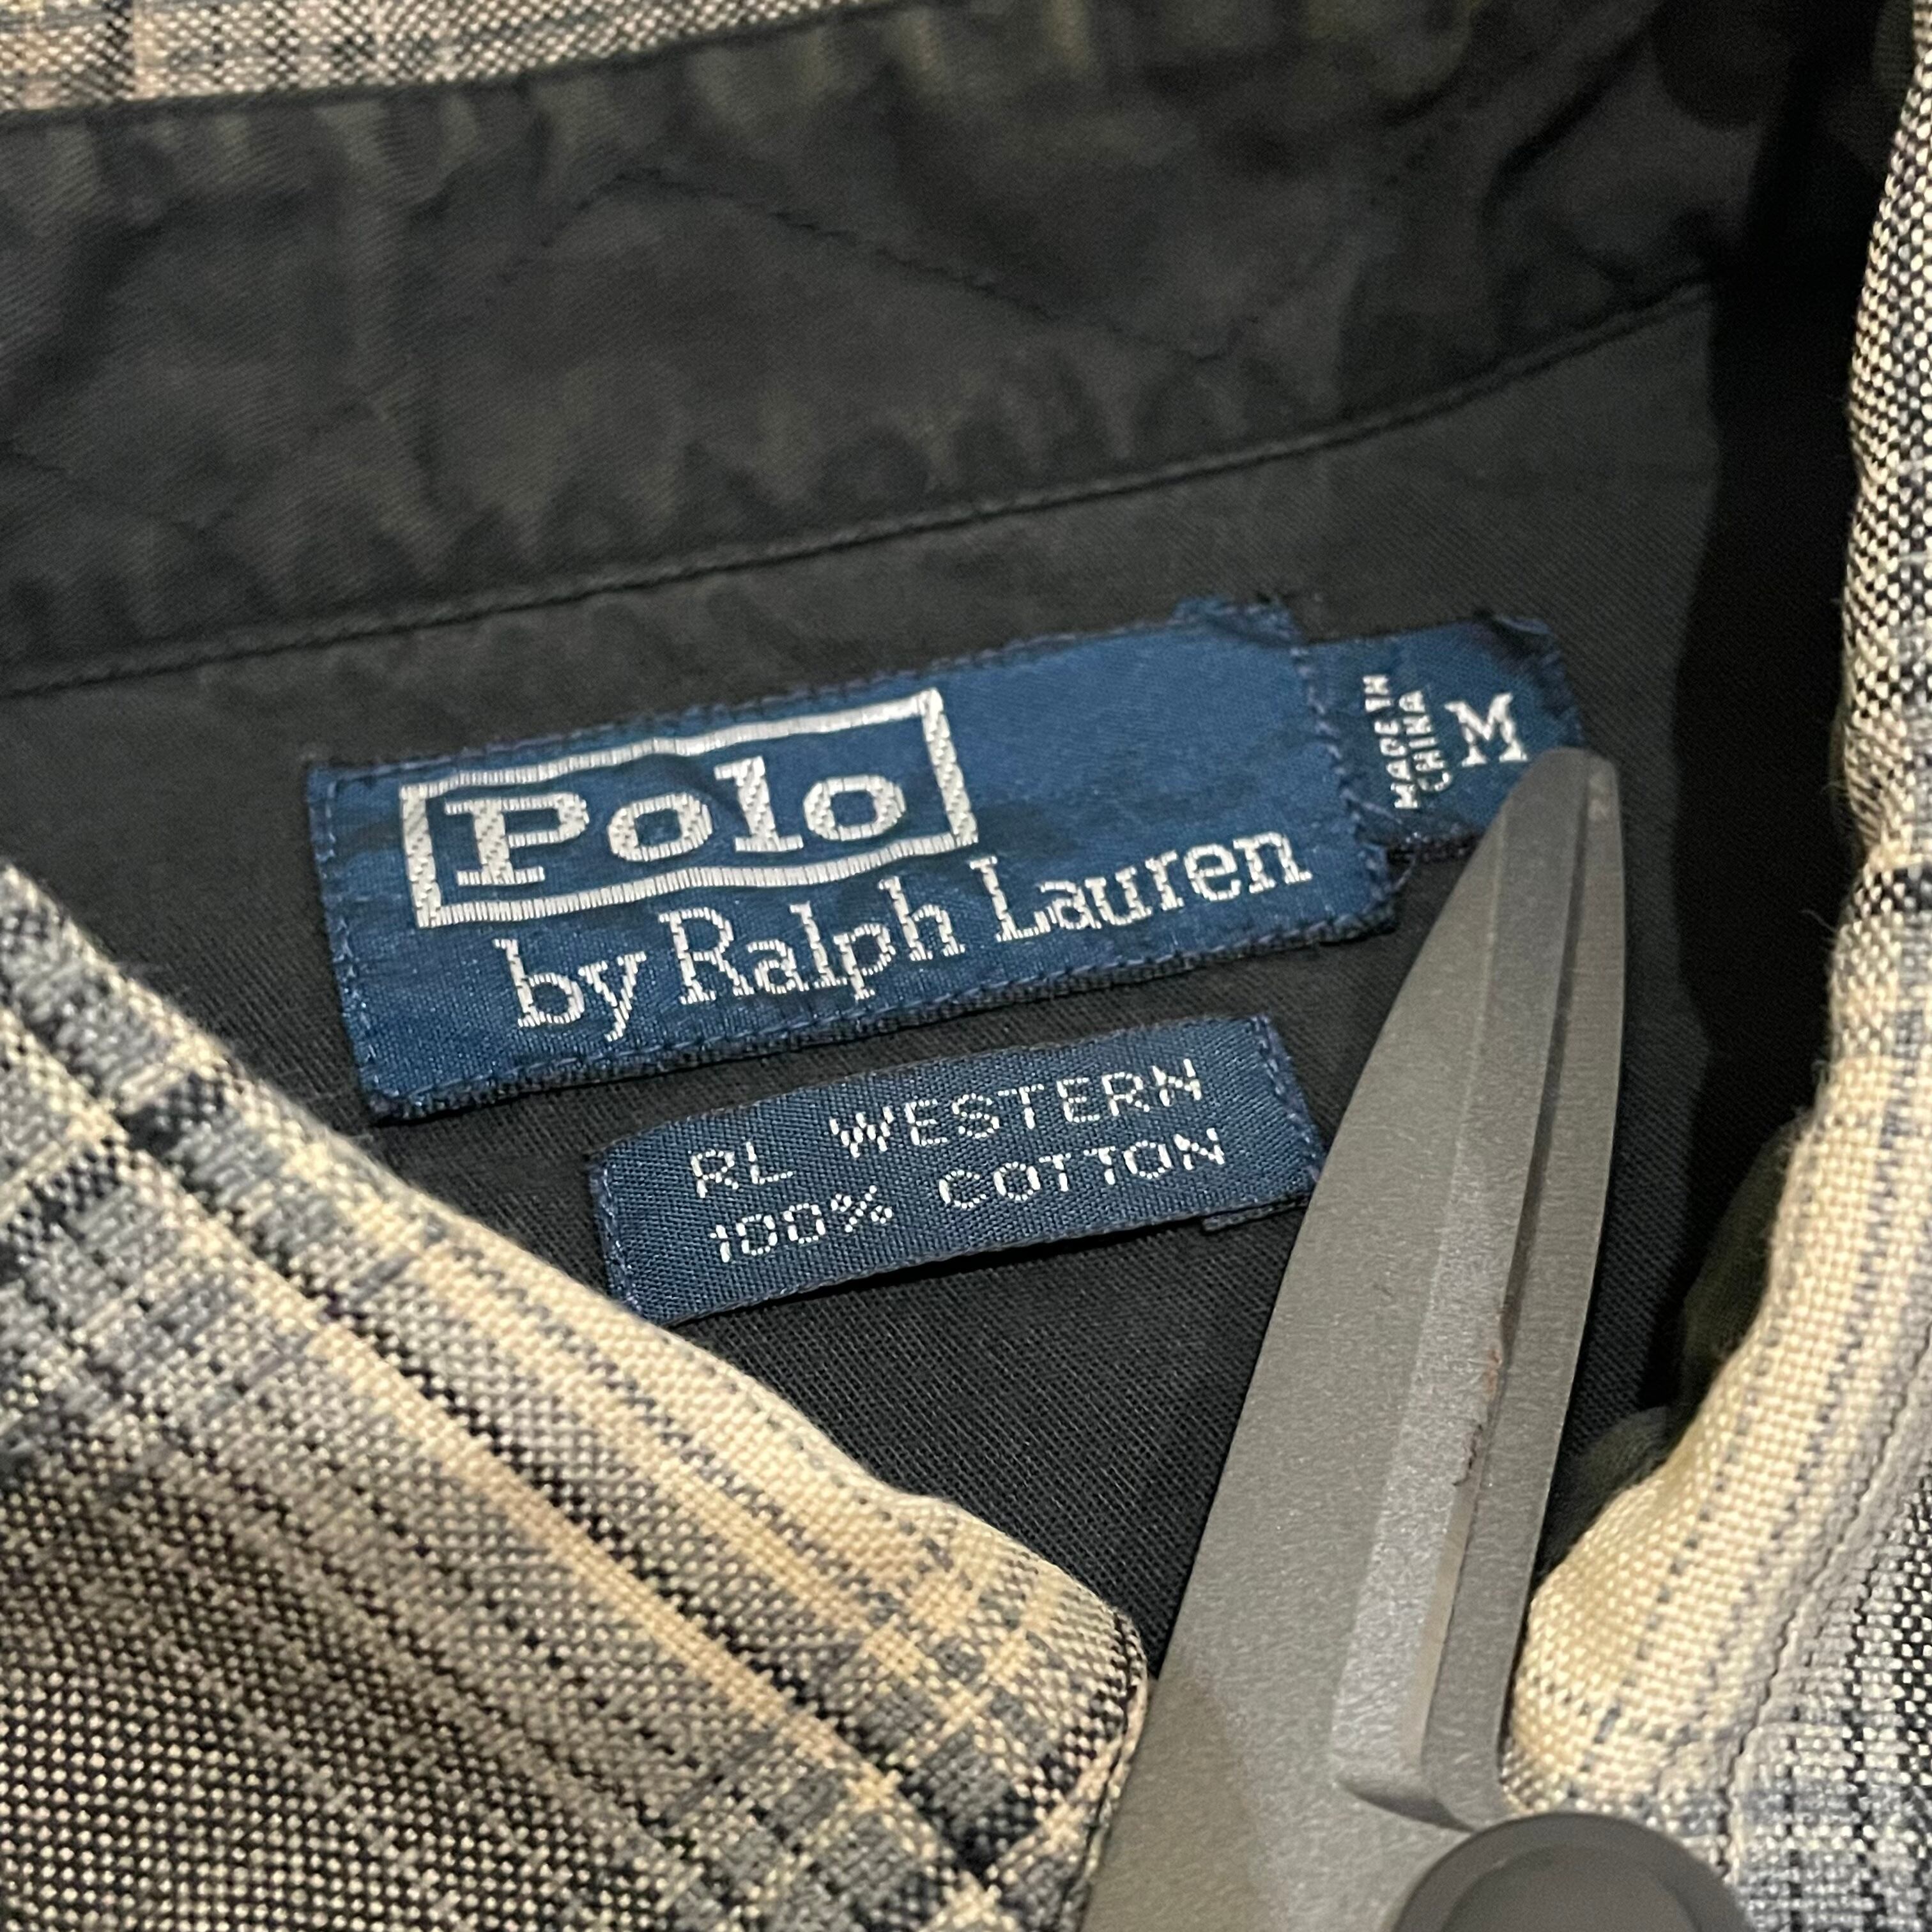 Polo
by Ralph Lauren
MADE IN
CHINA
M
RL WESTERN
100% COTTON